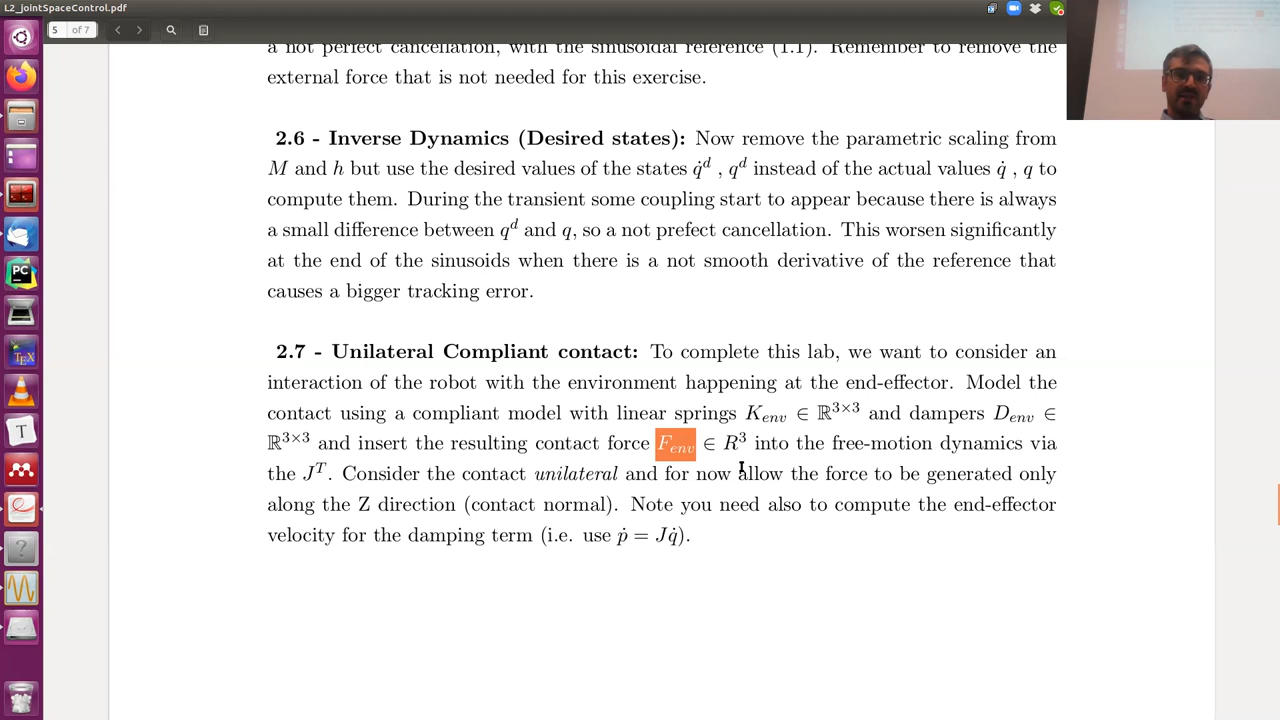 L2_jointSpaceControl.pdf
5 of 7
a not perfect cancellation, with the sinusoidal reference (1.1). Remember to remove the
external force that is not needed for this exercise.
2.6 - Inverse Dynamics (Desired states): Now remove the parametric scaling from
M and h but use the desired values of the states q̇ᵈ , qᵈ instead of the actual values q̇ , q to
compute them. During the transient some coupling start to appear because there is always
a small difference between qᵈ and q, so a not prefect cancellation. This worsen significantly
at the end of the sinusoids when there is a not smooth derivative of the reference that
causes a bigger tracking error.
2.7 - Unilateral Compliant contact: To complete this lab, we want to consider an
interaction of the robot with the environment happening at the end-effector. Model the
contact using a compliant model with linear springs K_env ∈ ℝ³ˣ³ and dampers D_env ∈
ℝ³ˣ³ and insert the resulting contact force F_env ∈ R³ into the free-motion dynamics via
the Jᵀ. Consider the contact unilateral and for now allow the force to be generated only
along the Z direction (contact normal). Note you need also to compute the end-effector
velocity for the damping term (i.e. use ṗ = Jq̇).
PC
TEX
T